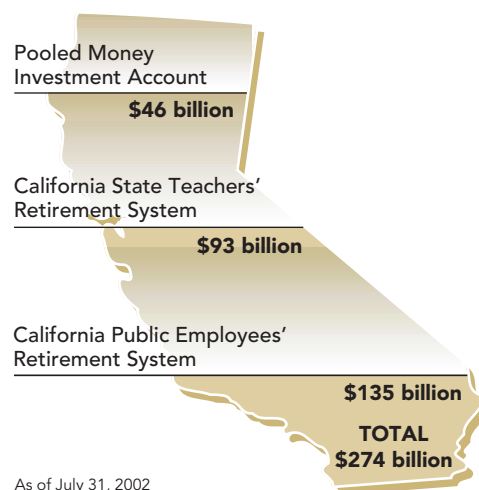 Pooled Money
Investment Account
$46 billion
California State Teachers’
Retirement System
$93 billion
California Public Employees’
Retirement System
$135 billion
TOTAL
$274 billion
As of July 31, 2002